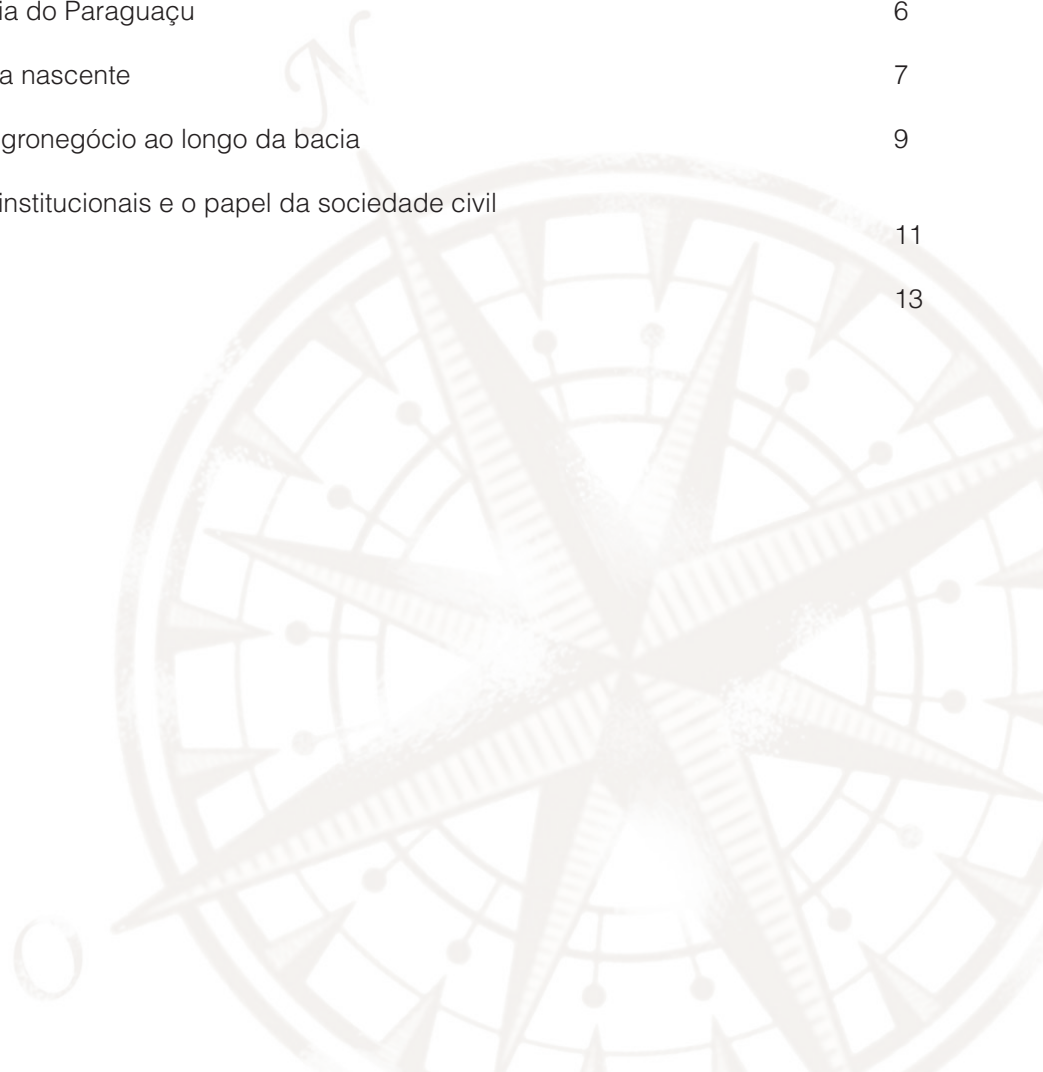 ia do Paraguaçu 6
a nascente 7
gronegócio ao longo da bacia 9
institucionais e o papel da sociedade civil
11
13
N
O